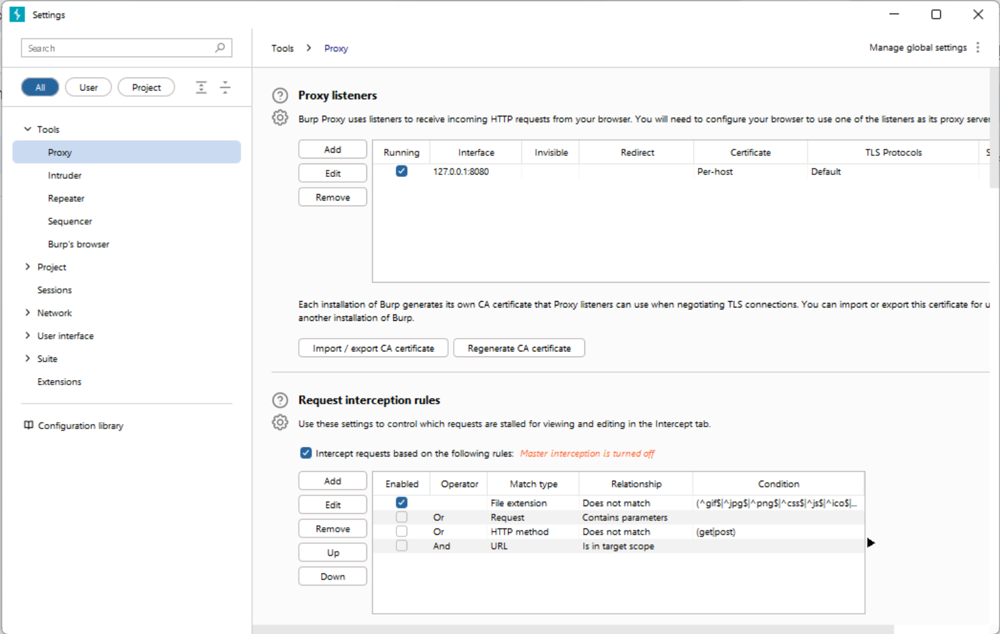 Settings
Search
Tools > Proxy
Manage global settings
All
User
Project
Tools
Proxy
Intruder
Repeater
Sequencer
Burp's browser
Project
Sessions
Network
User interface
Suite
Extensions
Configuration library
Proxy listeners
Burp Proxy uses listeners to receive incoming HTTP requests from your browser. You will need to configure your browser to use one of the listeners as its proxy server
Add
Edit
Remove
Running Interface Invisible Redirect Certificate TLS Protocols S
127.0.0.1:8080 Per-host Default
Each installation of Burp generates its own CA certificate that Proxy listeners can use when negotiating TLS connections. You can import or export this certificate for u
another installation of Burp.
Import / export CA certificate
Regenerate CA certificate
Request interception rules
Use these settings to control which requests are stalled for viewing and editing in the Intercept tab.
Intercept requests based on the following rules: Master interception is turned off
Add
Edit
Remove
Up
Down
Enabled Operator Match type Relationship Condition
File extension Does not match (^gif$|^jpg$|^png$|^css$|^js$|^ico$|...
Or Request Contains parameters
Or HTTP method Does not match (get|post)
And URL Is in target scope